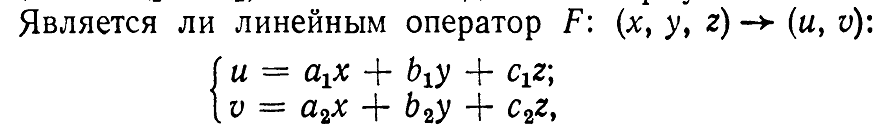 Является ли линейным оператор F: (x, y, z) → (u, v):
{ u = a₁x + b₁y + c₁z;
v = a₂x + b₂y + c₂z,